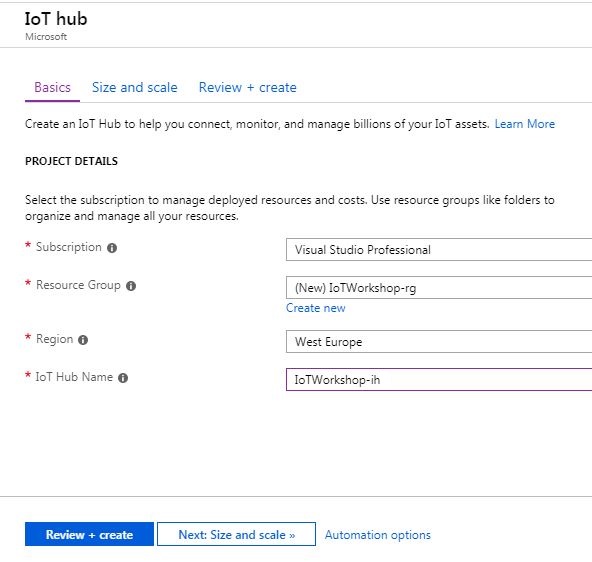 IoT hub
Microsoft
Basics Size and scale Review + create
Create an IoT Hub to help you connect, monitor, and manage billions of your IoT assets. Learn More
PROJECT DETAILS
Select the subscription to manage deployed resources and costs. Use resource groups like folders to
organize and manage all your resources.
* Subscription Visual Studio Professional
* Resource Group (New) IoTWorkshop-rg
Create new
* Region West Europe
* IoT Hub Name IoTWorkshop-ih
Review + create Next: Size and scale » Automation options